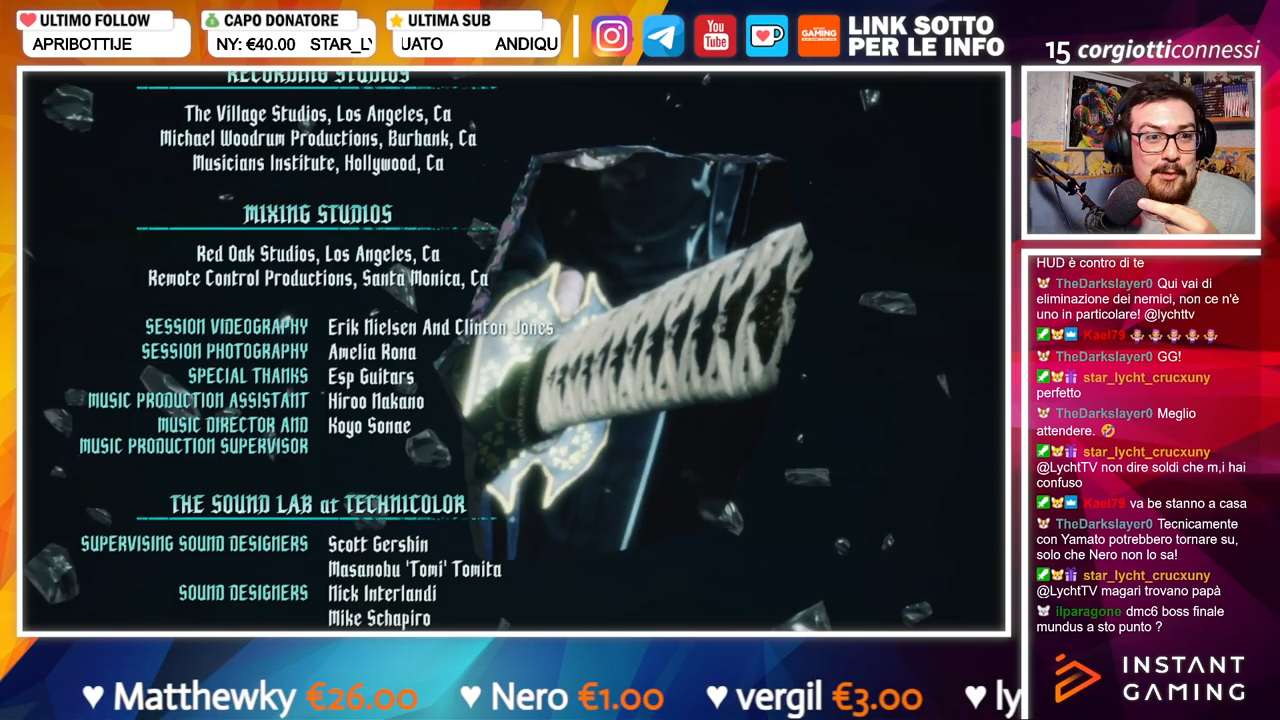 ULTIMO FOLLOW
APRIBOTTIJE
CAPO DONATORE
NY: €40.00 STAR_LY
ULTIMA SUB
UATO ANDIQU
You
Tube
GAMING
LINK SOTTO
PER LE INFO
15 corgiotticonnessi
RECORDING STUDIOS
The Village Studios, Los Angeles, Ca
Michael Woodrum Productions, Burbank, Ca
Musicians Institute, Hollywood, Ca
MIXING STUDIOS
Red Oak Studios, Los Angeles, Ca
Remote Control Productions, Santa Monica, Ca
SESSION VIDEOGRAPHY Erik Nielsen And Clinton Jones
SESSION PHOTOGRAPHY Amelia Rona
SPECIAL THANKS Esp Guitars
MUSIC PRODUCTION ASSISTANT Hiroo Nakano
MUSIC DIRECTOR AND Koyo Sonae
MUSIC PRODUCTION SUPERVISOR
THE SOUND LAB at TECHNICOLOR
SUPERVISING SOUND DESIGNERS Scott Gershin
Masanobu 'Tomi' Tomita
SOUND DESIGNERS Nick Interlandi
Mike Schapiro
HUD è contro di te
TheDarkslayer0 Qui vai di
eliminazione dei nemici, non ce n'è
uno in particolare! @lychttv
Kael79
TheDarkslayer0 GG!
star_lycht_crucxuny
perfetto
TheDarkslayer0 Meglio
attendere. 🤣
star_lycht_crucxuny
@LychtTV non dire soldi che m,i hai
confuso
Kael79 va be stanno a casa
TheDarkslayer0 Tecnicamente
con Yamato potrebbero tornare su,
solo che Nero non lo sa!
star_lycht_crucxuny
@LychtTV magari trovano papà
ilparagone dmc6 boss finale
mundus a sto punto ?
INSTANT
GAMING
♥ Matthewky €26.00 ♥ Nero €1.00 ♥ vergil €3.00 ♥ ly